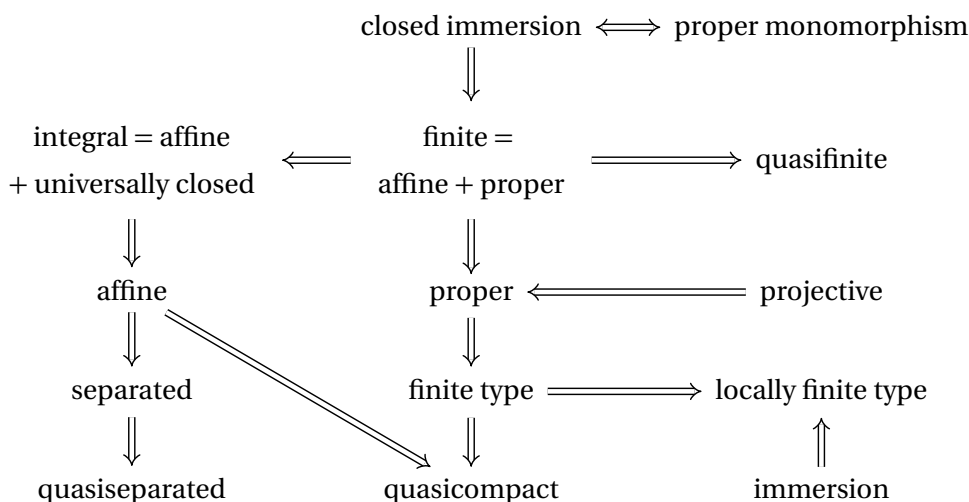 closed immersion ⟺ proper monomorphism
integral = affine finite =
+ universally closed affine + proper quasifinite
affine proper projective
separated finite type locally finite type
quasiseparated quasicompact immersion